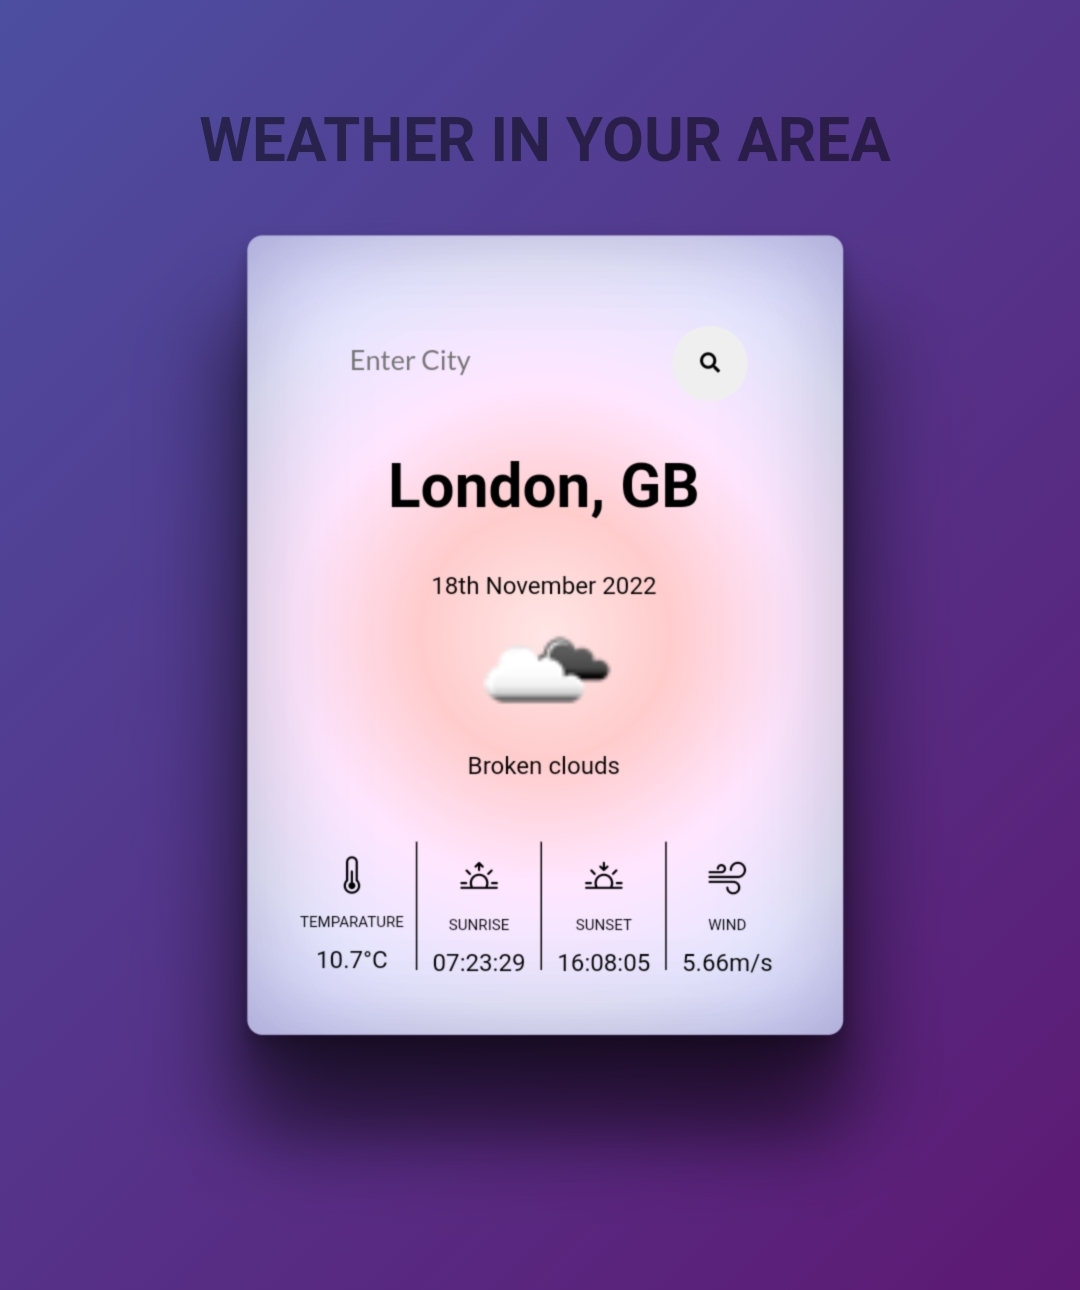 WEATHER IN YOUR AREA
Enter City
London, GB
18th November 2022
Broken clouds
TEMPARATURE
10.7°C
SUNRISE
07:23:29
SUNSET
16:08:05
WIND
5.66m/s